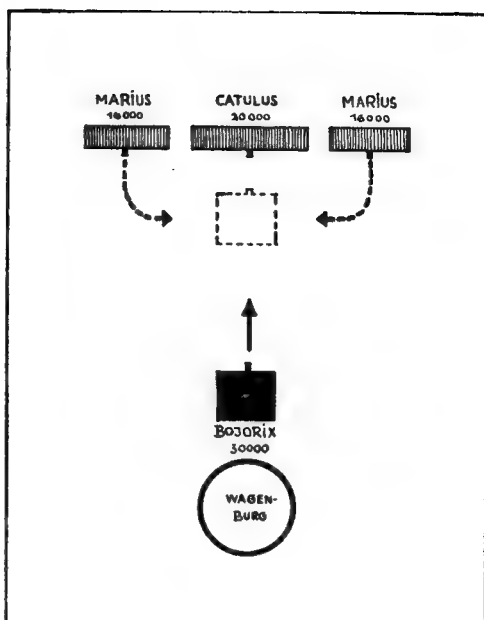 MARiUS
16000
CATULUS
20000
MARiUS
16000
BOJORIX
30000
WAGEN-
BURG